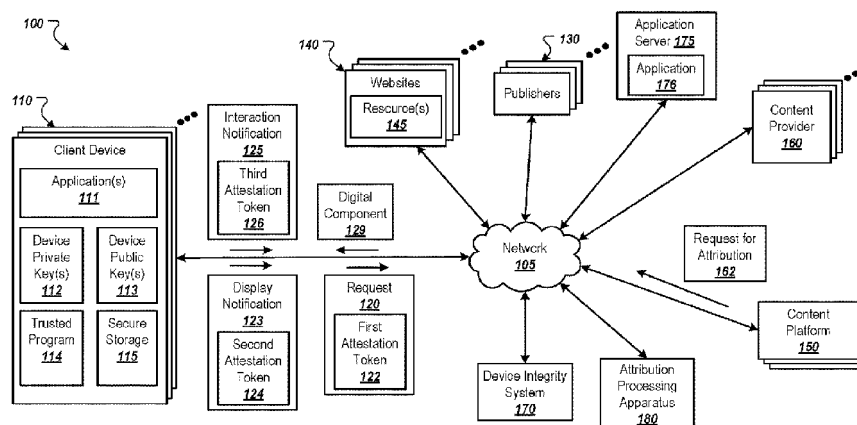 100
110
Client Device
Application(s)
111
Device
Private
Key(s)
112
Device
Public
Key(s)
113
Trusted
Program
114
Secure
Storage
115
Interaction
Notification
125
Third
Attestation
Token
126
Digital
Component
129
Display
Notification
123
Second
Attestation
Token
124
Request
120
First
Attestation
Token
122
140
Websites
Resource(s)
145
130
Publishers
Application
Server 175
Application
176
Content
Provider
160
Network
105
Request for
Attribution
162
Content
Platform
150
Device Integrity
System
170
Attribution
Processing
Apparatus
180